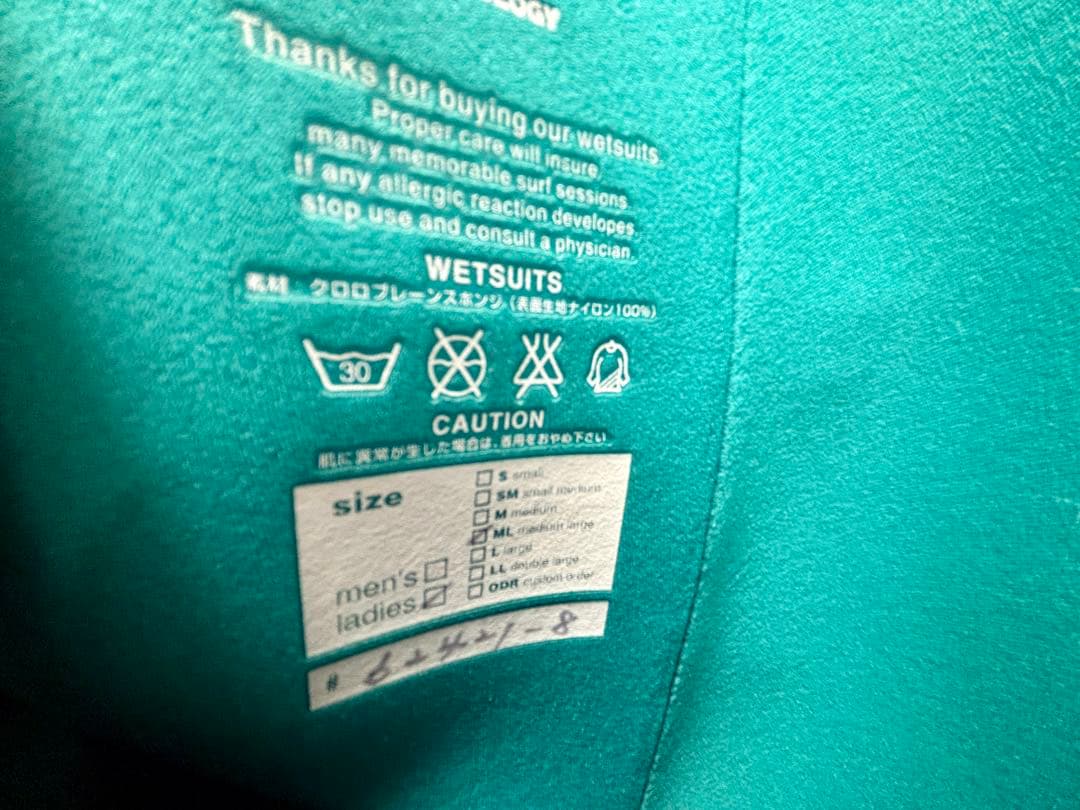 Thanks for buying our wetsuits.
Proper care will insure,
many memorable surf sessions.
If any allergic reaction developes,
stop use and consult a physician.
WETSUITS
素材 クロロプレーンスポンジ (表面生地ナイロン100%)
30
CAUTION
肌に異常が生じた場合は、着用をおやめ下さい
size
S small
SM small medium
M medium
ML medium large
L large
LL double large
ODR custom order
men's
ladies
# 62421-8